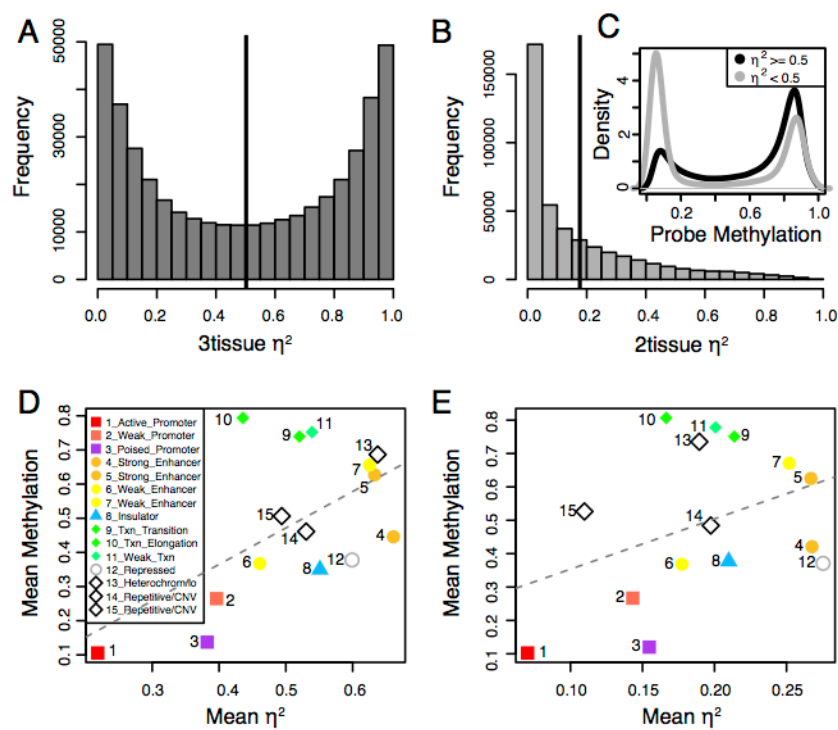 A
Frequency
50000
30000
10000
0
0.0 0.2 0.4 0.6 0.8 1.0
3tissue η²
B
Frequency
150000
100000
50000
0
0.0 0.2 0.4 0.6 0.8 1.0
2tissue η²
C
η² >= 0.5
η² < 0.5
Density
4
2
0
0.2 0.6 1.0
Probe Methylation
D
Mean Methylation
0.8
0.7
0.6
0.5
0.4
0.3
0.2
0.1
1_Active_Promoter
2_Weak_Promoter
3_Poised_Promoter
4_Strong_Enhancer
5_Strong_Enhancer
6_Weak_Enhancer
7_Weak_Enhancer
8_Insulator
9_Txn_Transition
10_Txn_Elongation
11_Weak_Txn
12_Repressed
13_Heterochrom/lo
14_Repetitive/CNV
15_Repetitive/CNV
10
9
11
13
7
5
15
14
4
6
8
12
2
3
1
0.3 0.4 0.5 0.6
Mean η²
E
Mean Methylation
0.8
0.7
0.6
0.5
0.4
0.3
0.2
0.1
10
11
9
13
7
5
15
14
4
6
8
12
2
3
1
0.10 0.15 0.20 0.25
Mean η²